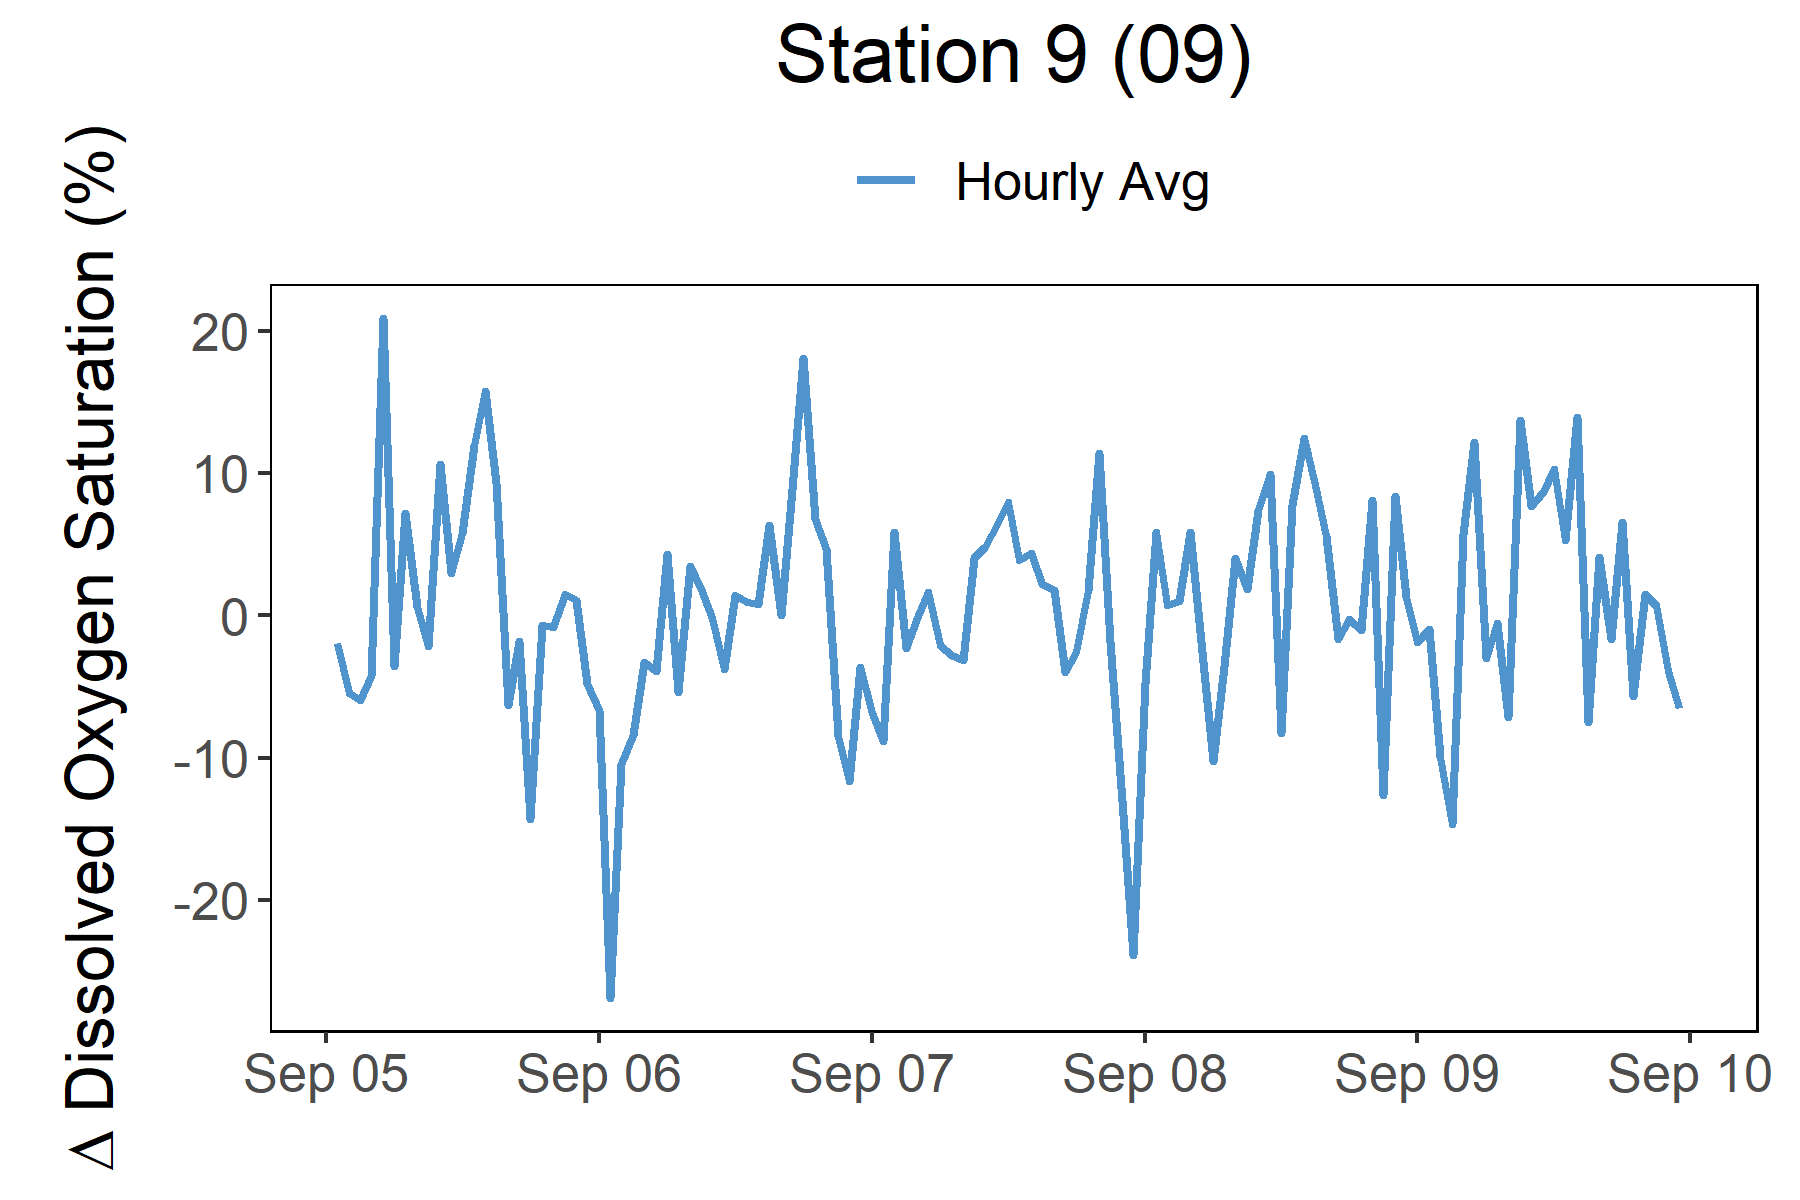 Station 9 (09)
Hourly Avg
Δ Dissolved Oxygen Saturation (%)
20
10
0
-10
-20
Sep 05 Sep 06 Sep 07 Sep 08 Sep 09 Sep 10